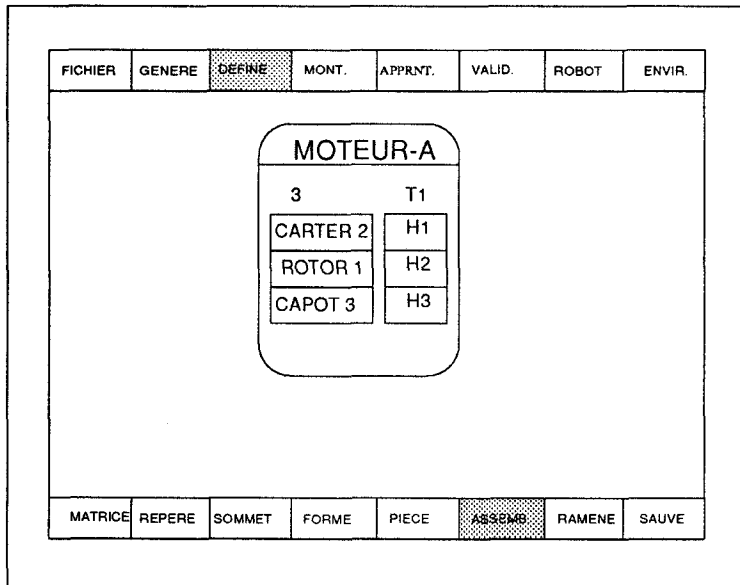 FICHIER GENERE DEFINE MONT. APPRNT. VALID. ROBOT ENVIR.
MOTEUR-A
3 T1
CARTER 2 H1
ROTOR 1 H2
CAPOT 3 H3
MATRICE REPERE SOMMET FORME PIECE ASSEMB RAMENE SAUVE